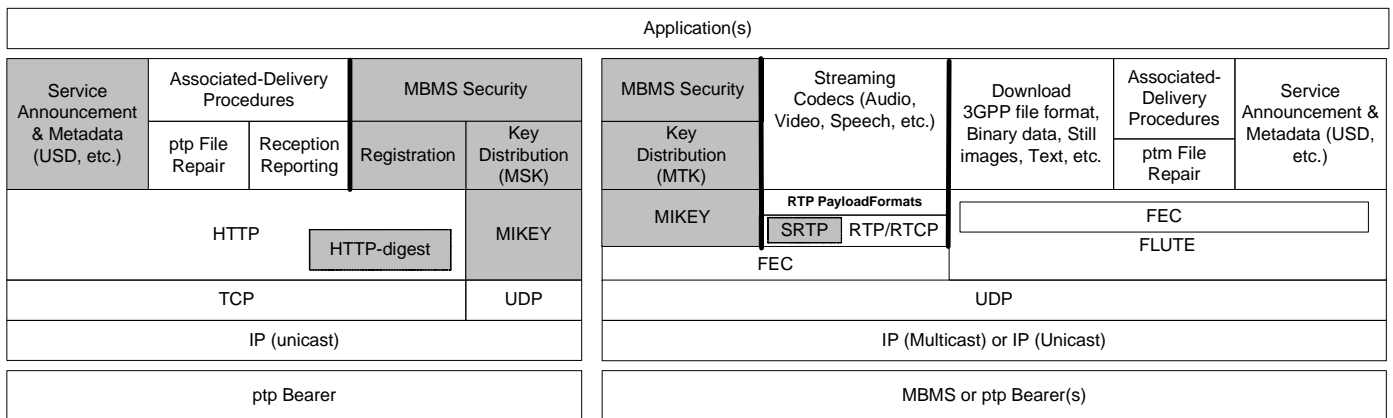 Application(s)
Service
Announcement
& Metadata
(USD, etc.)
Associated-Delivery
Procedures
ptp File
Repair
Reception
Reporting
MBMS Security
Registration
Key
Distribution
(MSK)
HTTP
HTTP-digest
MIKEY
TCP
UDP
IP (unicast)
ptp Bearer
MBMS Security
Key
Distribution
(MTK)
MIKEY
Streaming
Codecs (Audio,
Video, Speech, etc.)
RTP PayloadFormats
SRTP
RTP/RTCP
FEC
Download
3GPP file format,
Binary data, Still
images, Text, etc.
Associated-
Delivery
Procedures
ptm File
Repair
Service
Announcement &
Metadata (USD,
etc.)
FEC
FLUTE
UDP
IP (Multicast) or IP (Unicast)
MBMS or ptp Bearer(s)